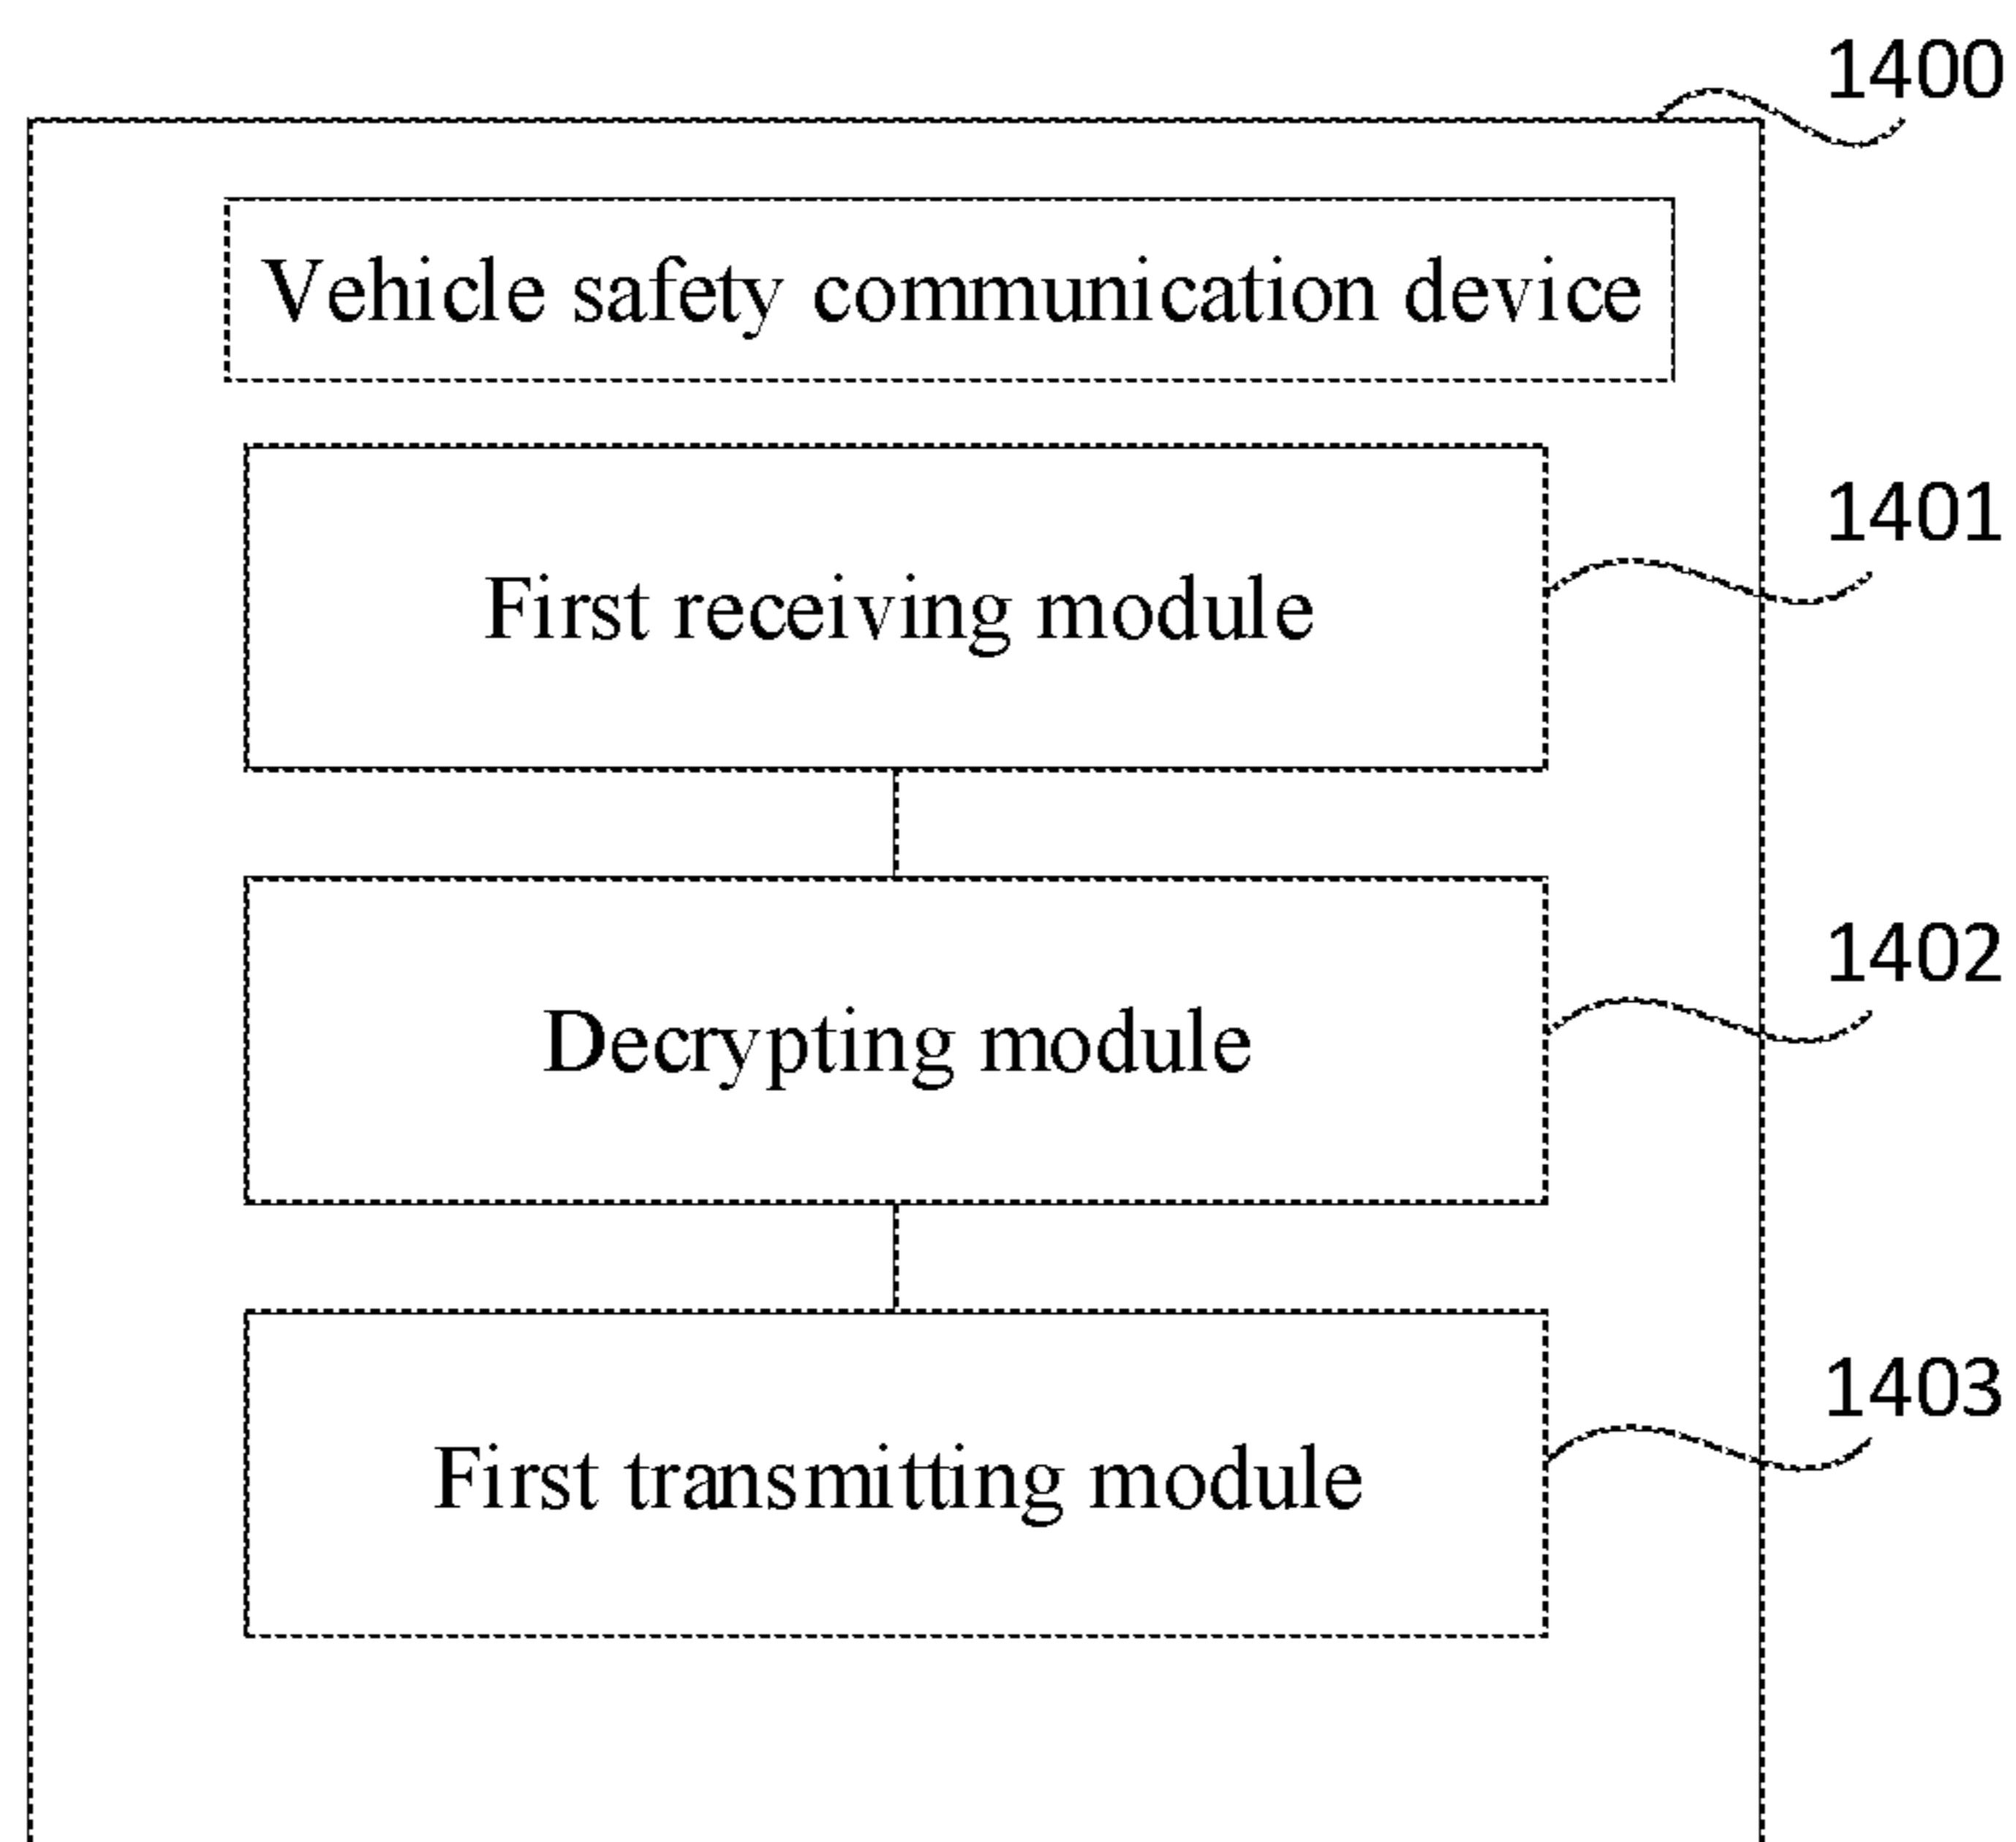 1400
Vehicle safety communication device
1401
First receiving module
1402
Decrypting module
1403
First transmitting module